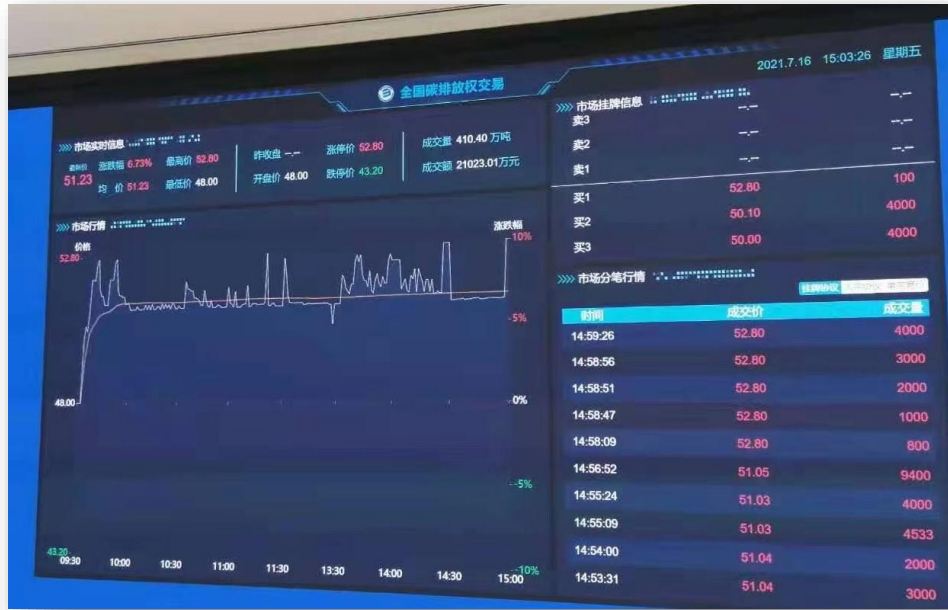 2021.7.16 15:03:26 星期五
全国碳排放权交易
市场实时信息
最新价 51.23
涨跌幅 6.73% 最高价 52.80
均 价 51.23 最低价 48.00
昨收盘 --.-- 涨停价 52.80
开盘价 48.00 跌停价 43.20
成交量 410.40 万吨
成交额 21023.01万元
市场行情
价格 涨跌幅
52.80 10%
5%
48.00 0%
-5%
43.20 -10%
09:30 10:00 10:30 11:00 11:30 13:30 14:00 14:30 15:00
市场挂牌信息
卖3 --.-- --.--
卖2 --.-- --.--
卖1 --.-- --.--
买1 52.80 100
买2 50.10 4000
买3 50.00 4000
市场分笔行情
挂牌协议
时间 成交价 成交量
14:59:26 52.80 4000
14:58:56 52.80 3000
14:58:51 52.80 2000
14:58:47 52.80 1000
14:58:09 52.80 800
14:56:52 51.05 9400
14:55:24 51.03 4000
14:55:09 51.03 4533
14:54:00 51.04 2000
14:53:31 51.04 3000